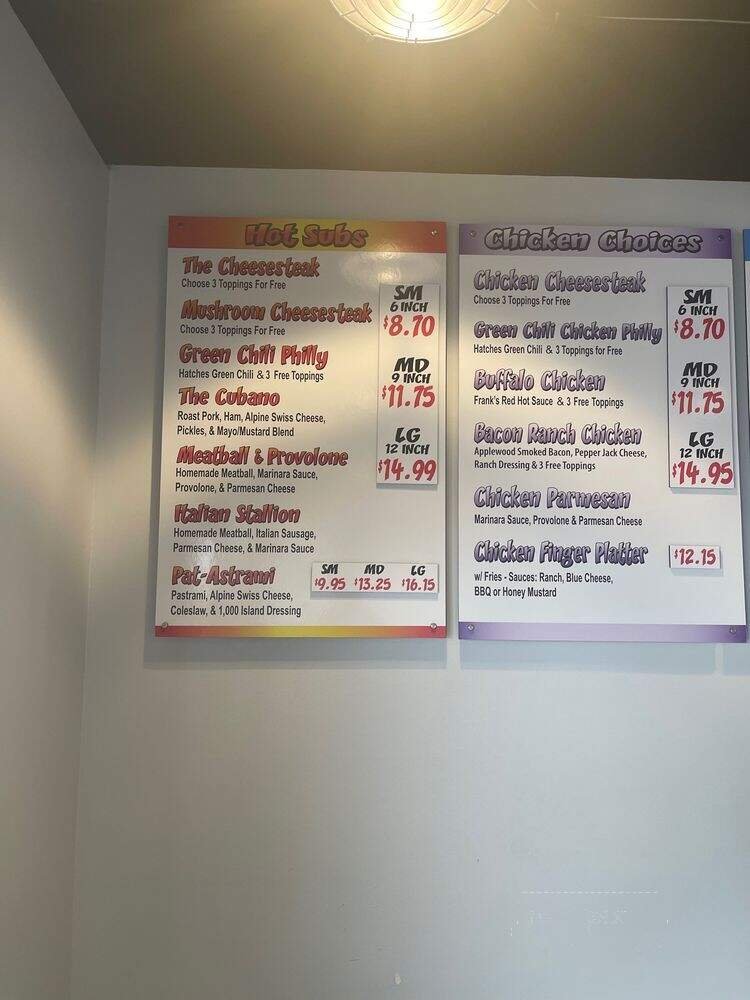 Hot Subs
The Cheesesteak
Choose 3 Toppings For Free
Mushroom Cheesesteak
Choose 3 Toppings For Free
Green Chili Philly
Hatches Green Chili & 3 Free Toppings
The Cubano
Roast Pork, Ham, Alpine Swiss Cheese,
Pickles, & Mayo/Mustard Blend
Meatball & Provolone
Homemade Meatball, Marinara Sauce,
Provolone, & Parmesan Cheese
Italian Stallion
Homemade Meatball, Italian Sausage,
Parmesan Cheese, & Marinara Sauce
Pat-Astrami
Pastrami, Alpine Swiss Cheese,
Coleslaw, & 1,000 Island Dressing
SM
6 INCH
$8.70
MD
9 INCH
$11.75
LG
12 INCH
$14.99
SM MD LG
$9.95 $13.25 $16.15
Chicken Choices
Chicken Cheesesteak
Choose 3 Toppings For Free
Green Chili Chicken Philly
Hatches Green Chili & 3 Toppings for Free
Buffalo Chicken
Frank's Red Hot Sauce & 3 Free Toppings
Bacon Ranch Chicken
Applewood Smoked Bacon, Pepper Jack Cheese,
Ranch Dressing & 3 Free Toppings
Chicken Parmesan
Marinara Sauce, Provolone & Parmesan Cheese
Chicken Finger Platter
w/ Fries - Sauces: Ranch, Blue Cheese,
BBQ or Honey Mustard
SM
6 INCH
$8.70
MD
9 INCH
$11.75
LG
12 INCH
$14.95
$12.15